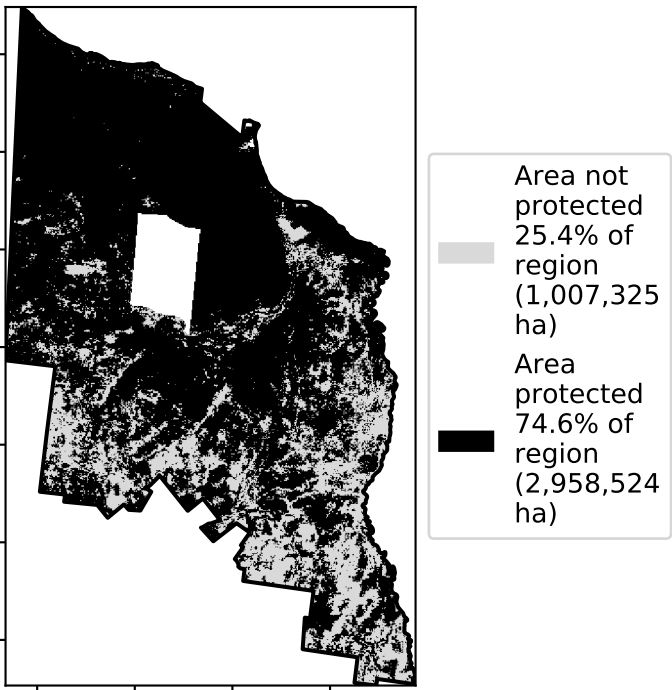 Area not
protected
25.4% of
region
(1,007,325
ha)
Area
protected
74.6% of
region
(2,958,524
ha)